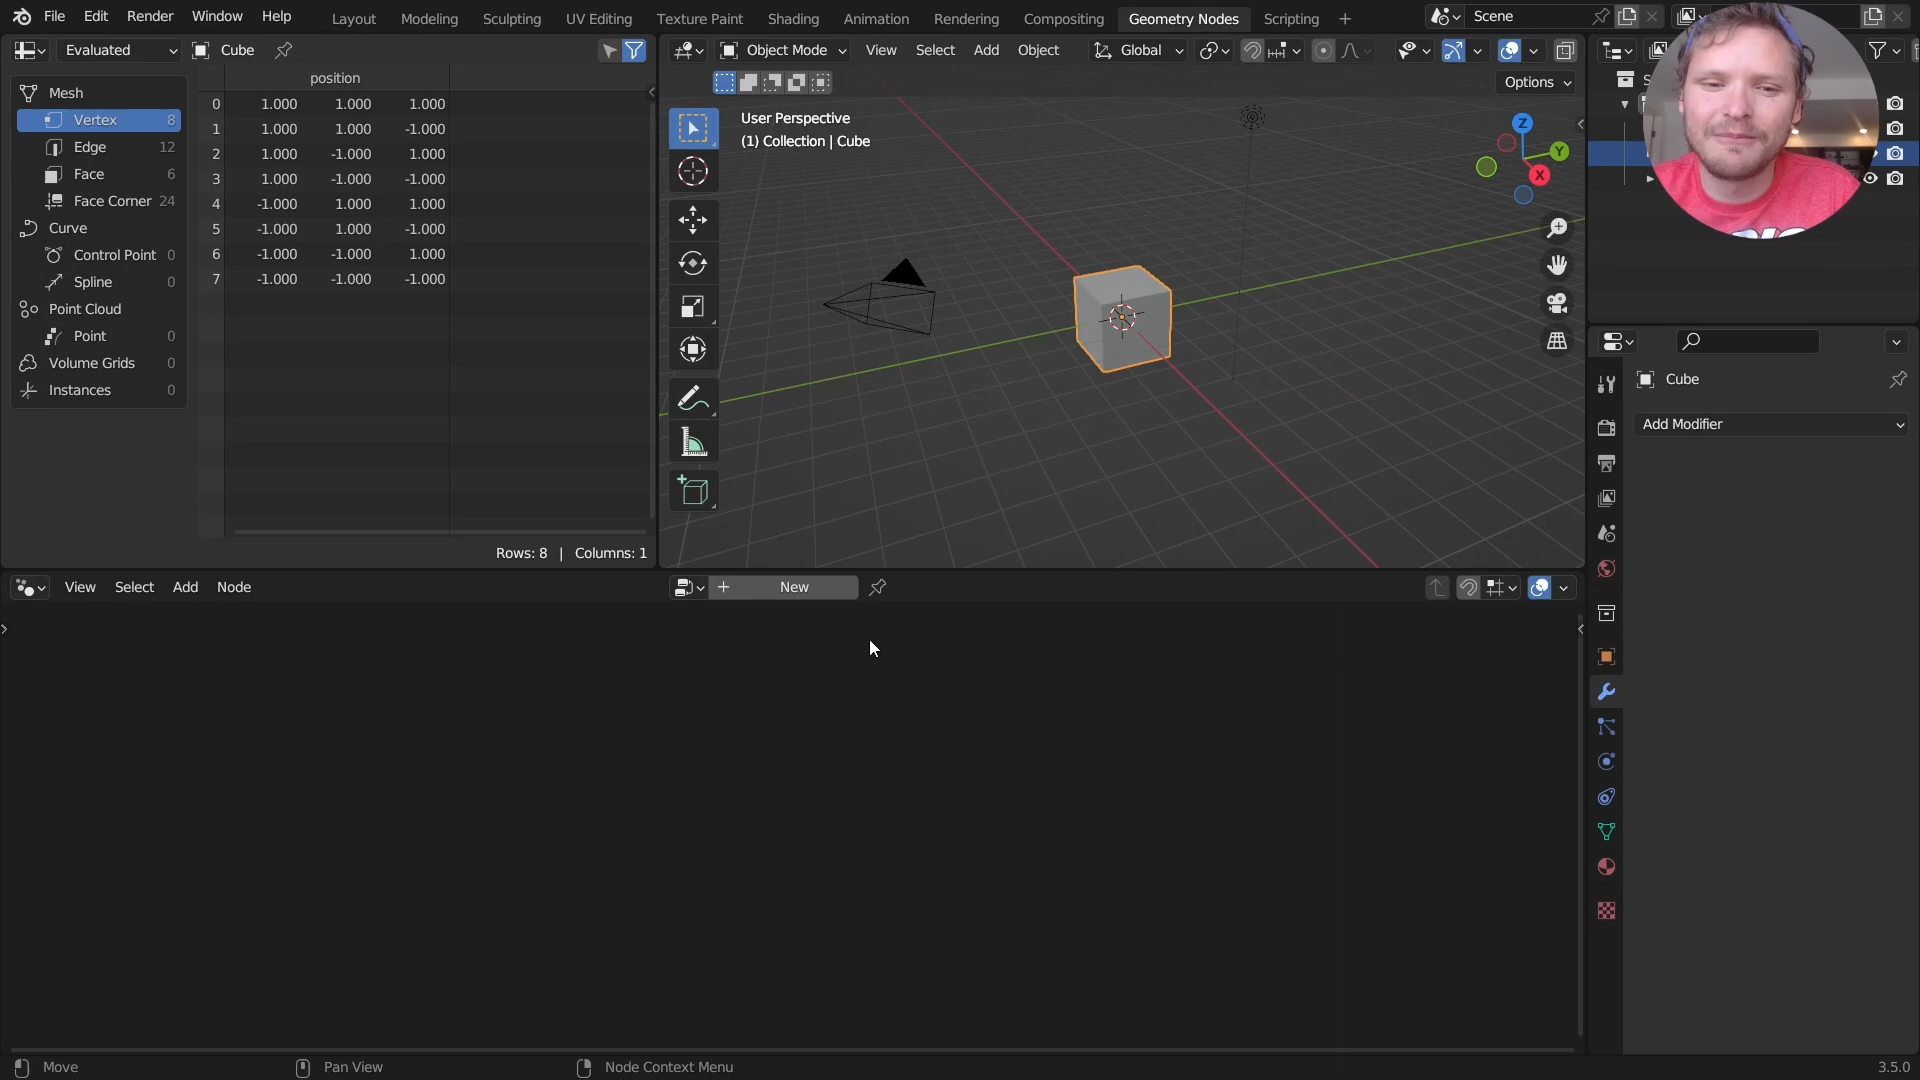 File Edit Render Window Help
Layout Modeling Sculpting UV Editing Texture Paint Shading Animation Rendering Compositing Geometry Nodes Scripting +
Scene
Evaluated Cube
Object Mode View Select Add Object Global
Options
position
0 1.000 1.000 1.000
1 1.000 1.000 -1.000
2 1.000 -1.000 1.000
3 1.000 -1.000 -1.000
4 -1.000 1.000 1.000
5 -1.000 1.000 -1.000
6 -1.000 -1.000 1.000
7 -1.000 -1.000 -1.000
Mesh
Vertex 8
Edge 12
Face 6
Face Corner 24
Curve
Control Point 0
Spline 0
Point Cloud
Point 0
Volume Grids 0
Instances 0
Rows: 8 | Columns: 1
User Perspective
(1) Collection | Cube
Z
Y
X
Cube
Add Modifier
View Select Add Node
+ New
Move Pan View Node Context Menu
3.5.0